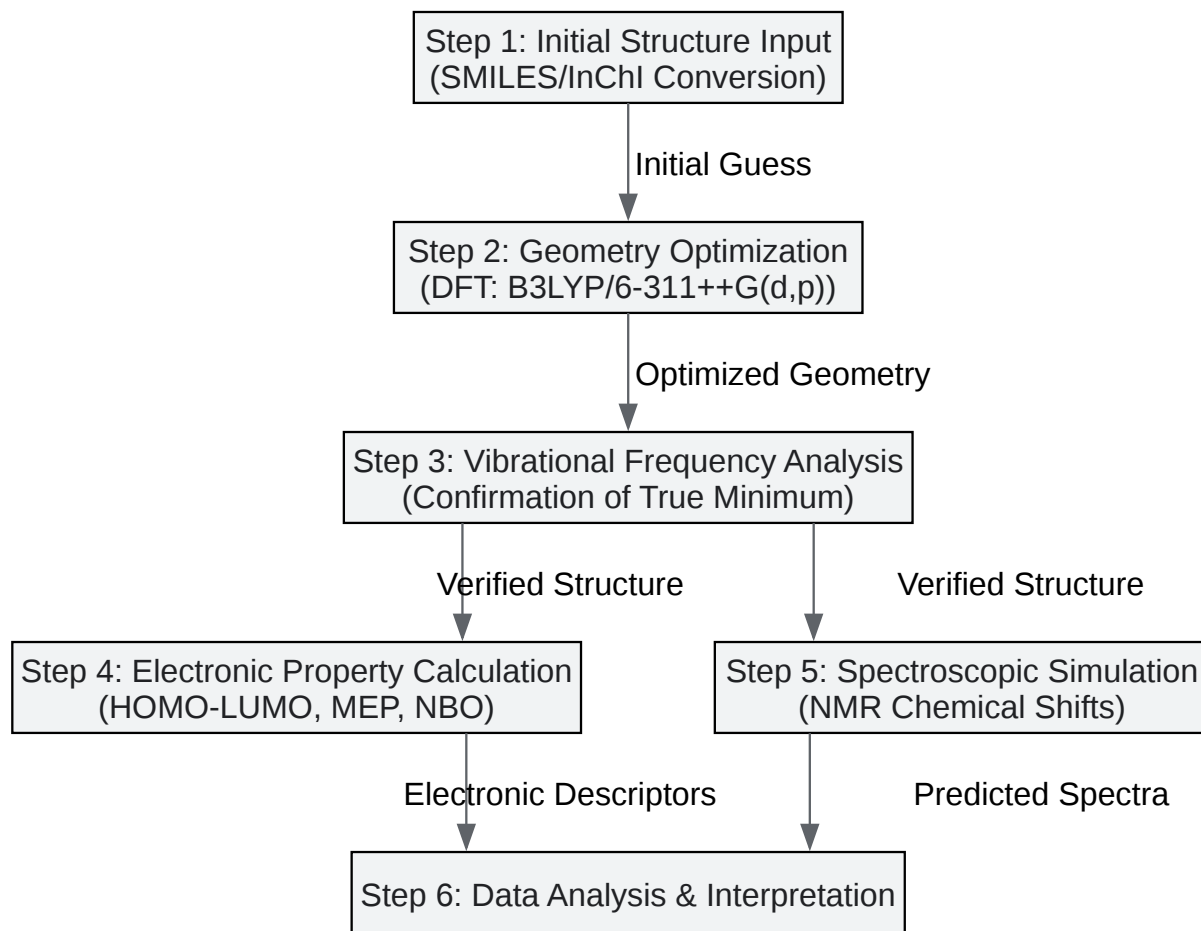 Step 1: Initial Structure Input
(SMILES/InChI Conversion)
Initial Guess
Step 2: Geometry Optimization
(DFT: B3LYP/6-311++G(d,p))
Optimized Geometry
Step 3: Vibrational Frequency Analysis
(Confirmation of True Minimum)
Verified Structure
Verified Structure
Step 4: Electronic Property Calculation
(HOMO-LUMO, MEP, NBO)
Step 5: Spectroscopic Simulation
(NMR Chemical Shifts)
Electronic Descriptors
Predicted Spectra
Step 6: Data Analysis & Interpretation